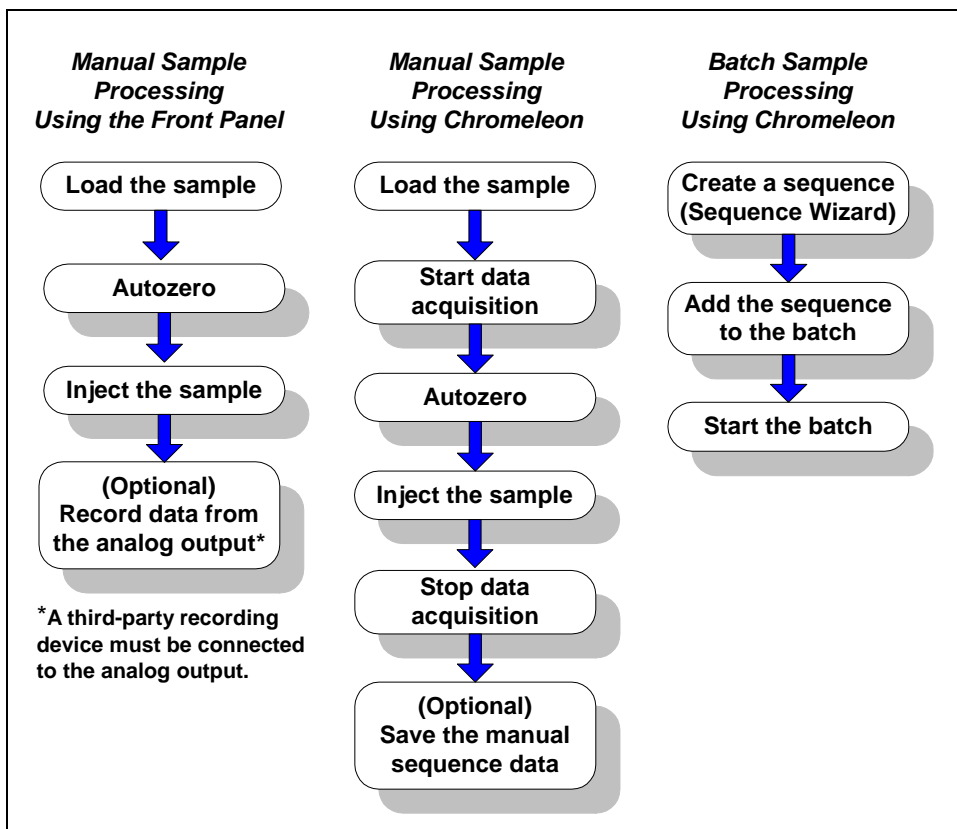 Manual Sample
Processing
Using the Front Panel
Load the sample
Autozero
Inject the sample
(Optional)
Record data from
the analog output*
*A third-party recording
device must be connected
to the analog output.
Manual Sample
Processing
Using Chromeleon
Load the sample
Start data
acquisition
Autozero
Inject the sample
Stop data
acquisition
(Optional)
Save the manual
sequence data
Batch Sample
Processing
Using Chromeleon
Create a sequence
(Sequence Wizard)
Add the sequence
to the batch
Start the batch